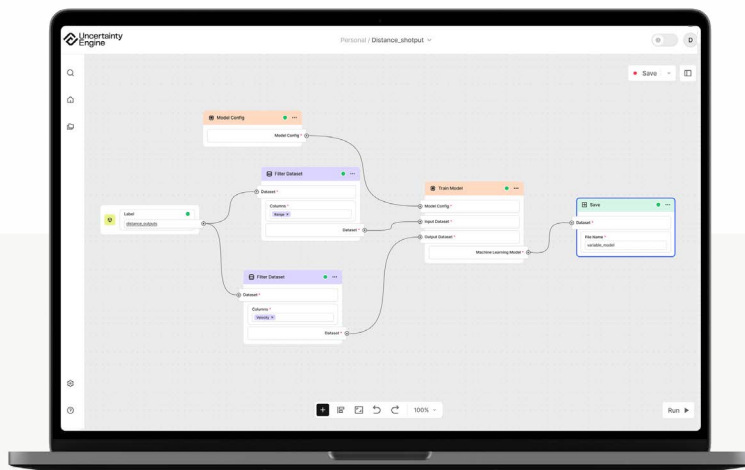 Uncertainty
Engine
Personal / Distance_shotput
D
Save
Model Config
Model Config *
Filter Dataset
Dataset *
Columns *
Range ×
Dataset *
Label
distance_outputs
Train Model
Model Config *
Input Dataset *
Output Dataset *
Machine Learning Model *
Save
Dataset *
File Name *
variable_model
Filter Dataset
Dataset *
Columns *
Velocity ×
Dataset *
100%
Run